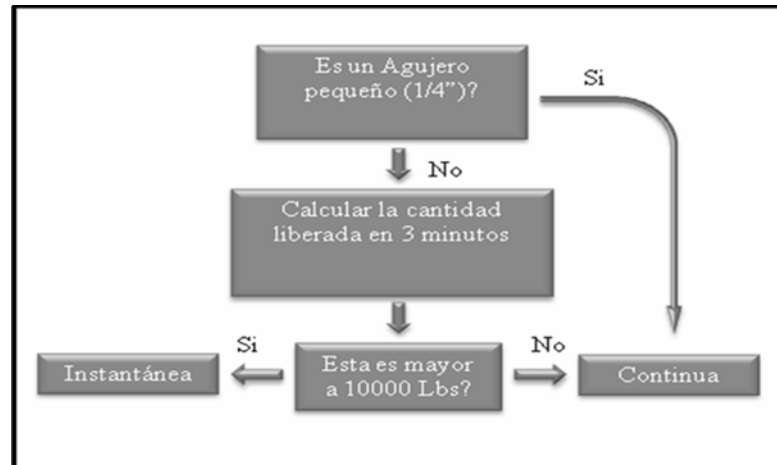 Es un Agujero
pequeño (1/4”)?
Si
No
Calcular la cantidad
liberada en 3 minutos
Si
No
Instantánea
Esta es mayor
a 10000 Lbs?
Continua